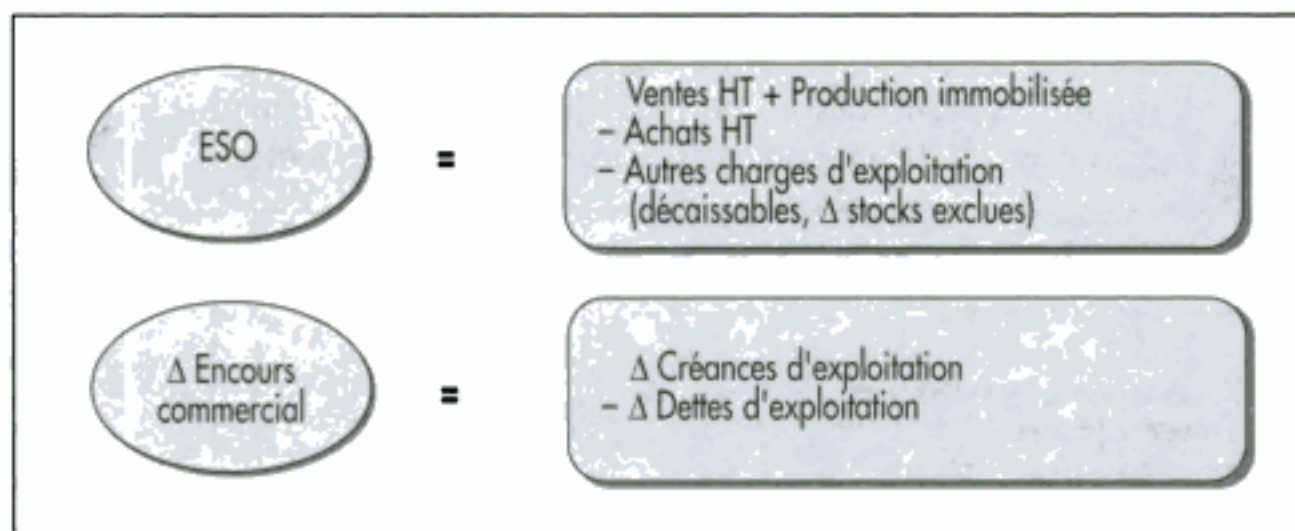 ESO
=
Ventes HT + Production immobilisée
– Achats HT
– Autres charges d'exploitation
(décaissables, Δ stocks exclues)
Δ Encours
commercial
=
Δ Créances d'exploitation
– Δ Dettes d'exploitation